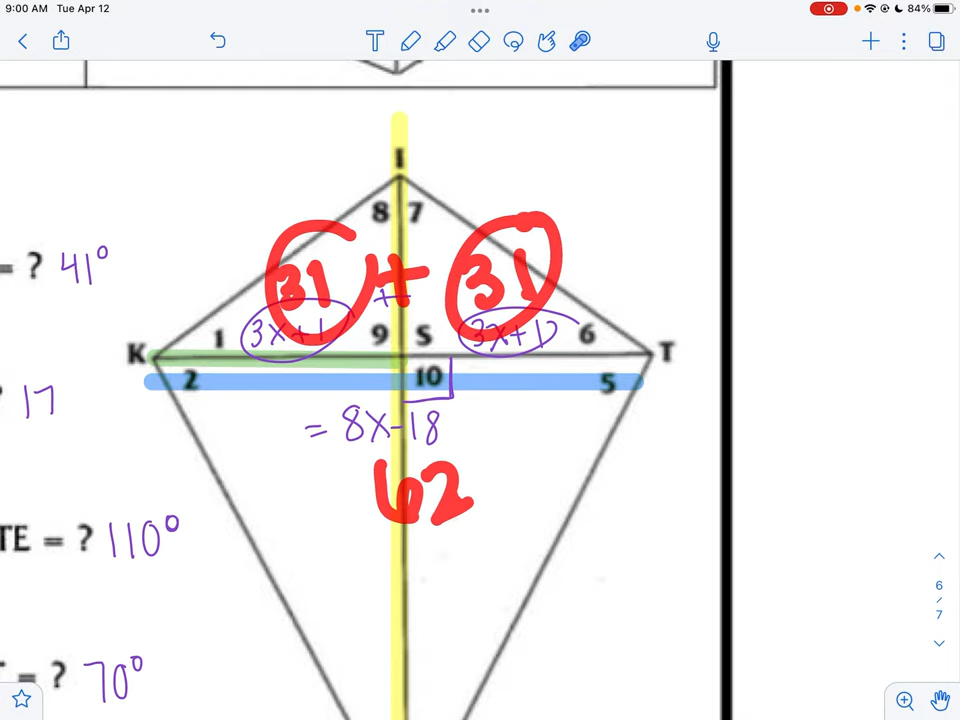 9:00 AM Tue Apr 12
84%
T
I
8 7
= ? 41°
31 + 31
+
K 1 3x+1 9 S 3x+1 6 T
2 10 5
17
= 8x-18
62
TE = ? 110°
= ? 70°
6
/
7